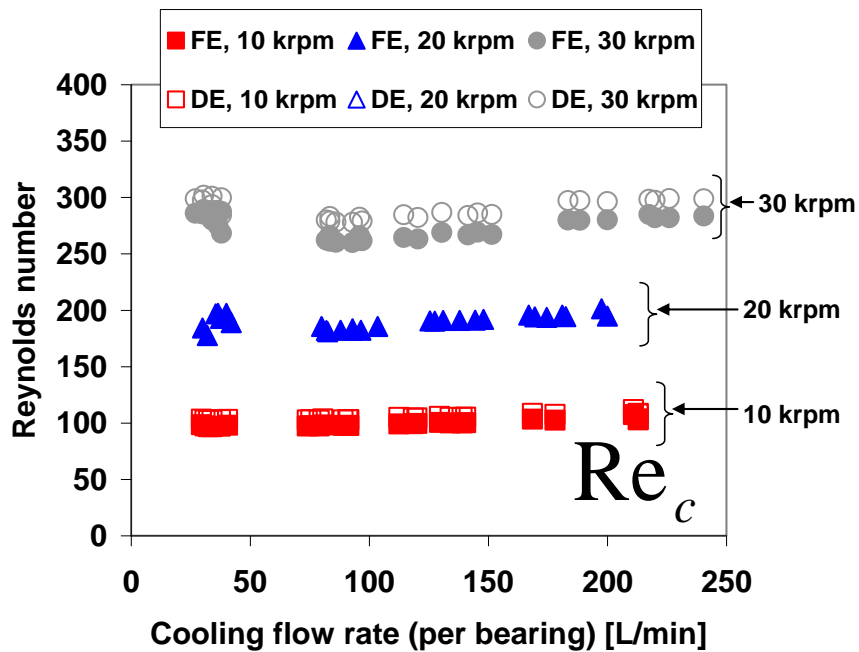 FE, 10 krpm FE, 20 krpm FE, 30 krpm
DE, 10 krpm DE, 20 krpm DE, 30 krpm
400
350
300
250
200
150
100
50
0
Reynolds number
30 krpm
20 krpm
10 krpm
Re c
0 50 100 150 200 250
Cooling flow rate (per bearing) [L/min]